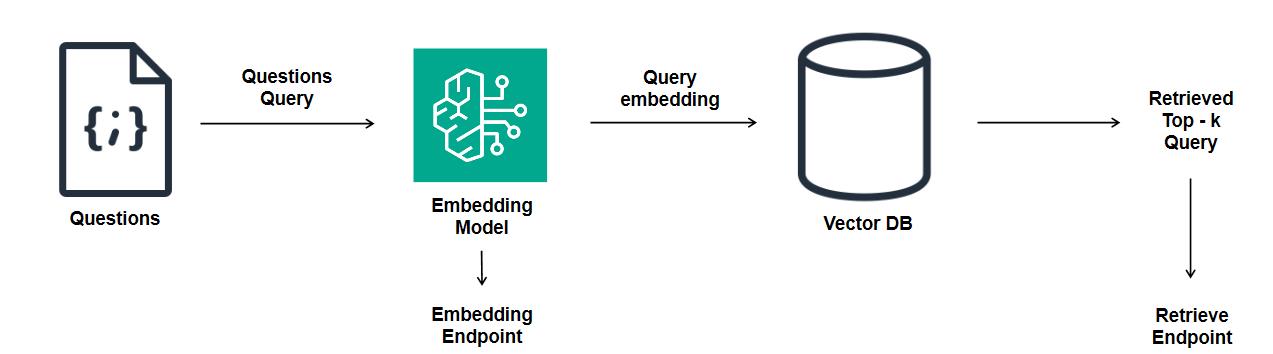 {;}
Questions
Questions
Query
Embedding
Model
Embedding
Endpoint
Query
embedding
Vector DB
Retrieved
Top - k
Query
Retrieve
Endpoint